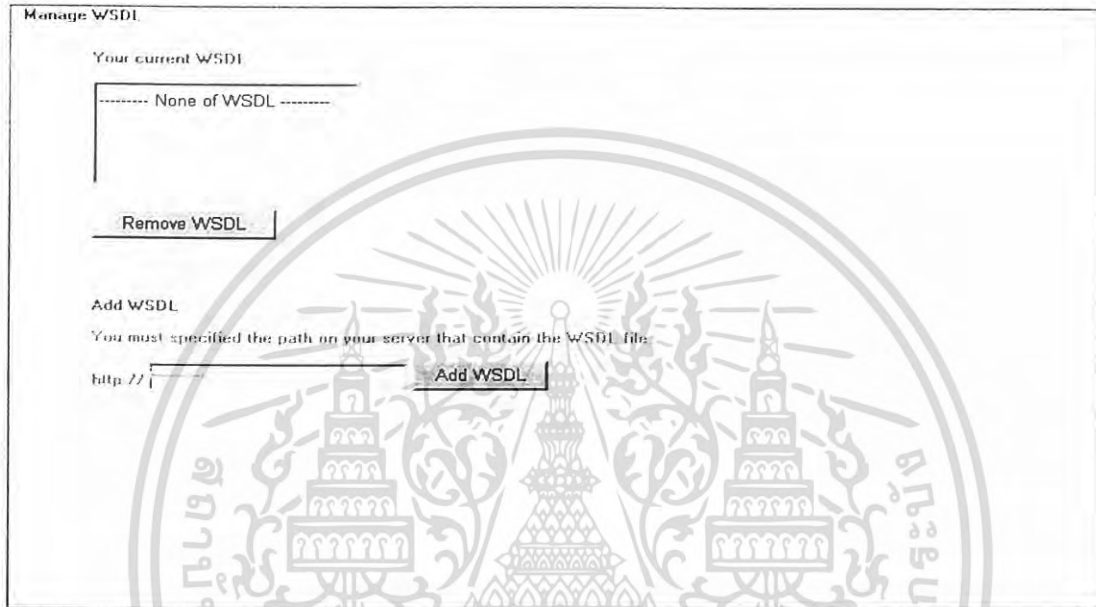 Manage WSDL
Your current WSDL
--------- None of WSDL ---------
Remove WSDL
Add WSDL
You must specified the path on your server that contain the WSDL file
http://
Add WSDL